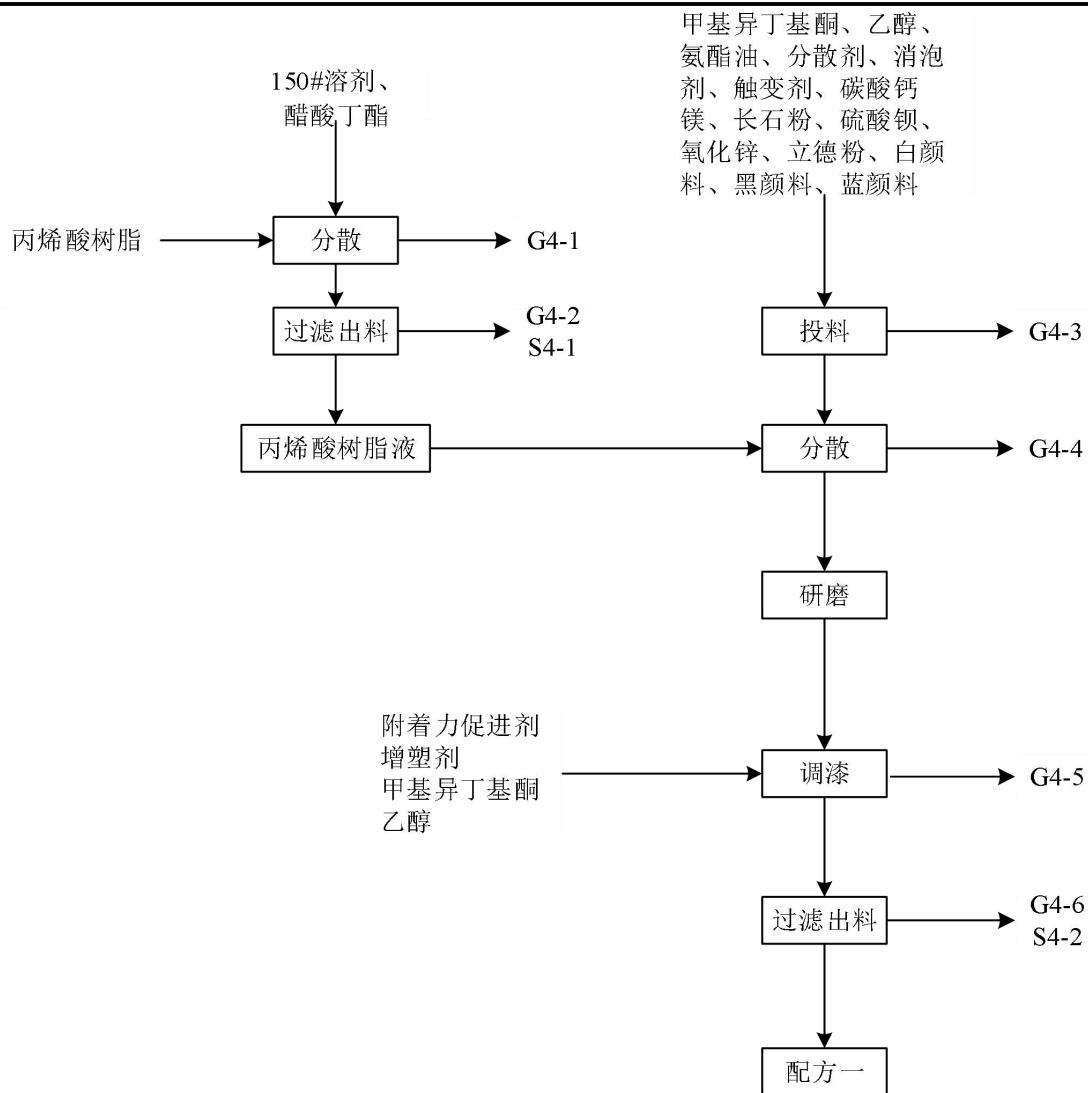 甲基异丁基酮、乙醇、
氨酯油、分散剂、消泡
剂、触变剂、碳酸钙
镁、长石粉、硫酸钡、
氧化锌、立德粉、白颜
料、黑颜料、蓝颜料
150#溶剂、
醋酸丁酯
丙烯酸树脂
分散
G4-1
过滤出料
G4-2
S4-1
投料
G4-3
丙烯酸树脂液
分散
G4-4
研磨
附着力促进剂
增塑剂
甲基异丁基酮
乙醇
调漆
G4-5
过滤出料
G4-6
S4-2
配方一